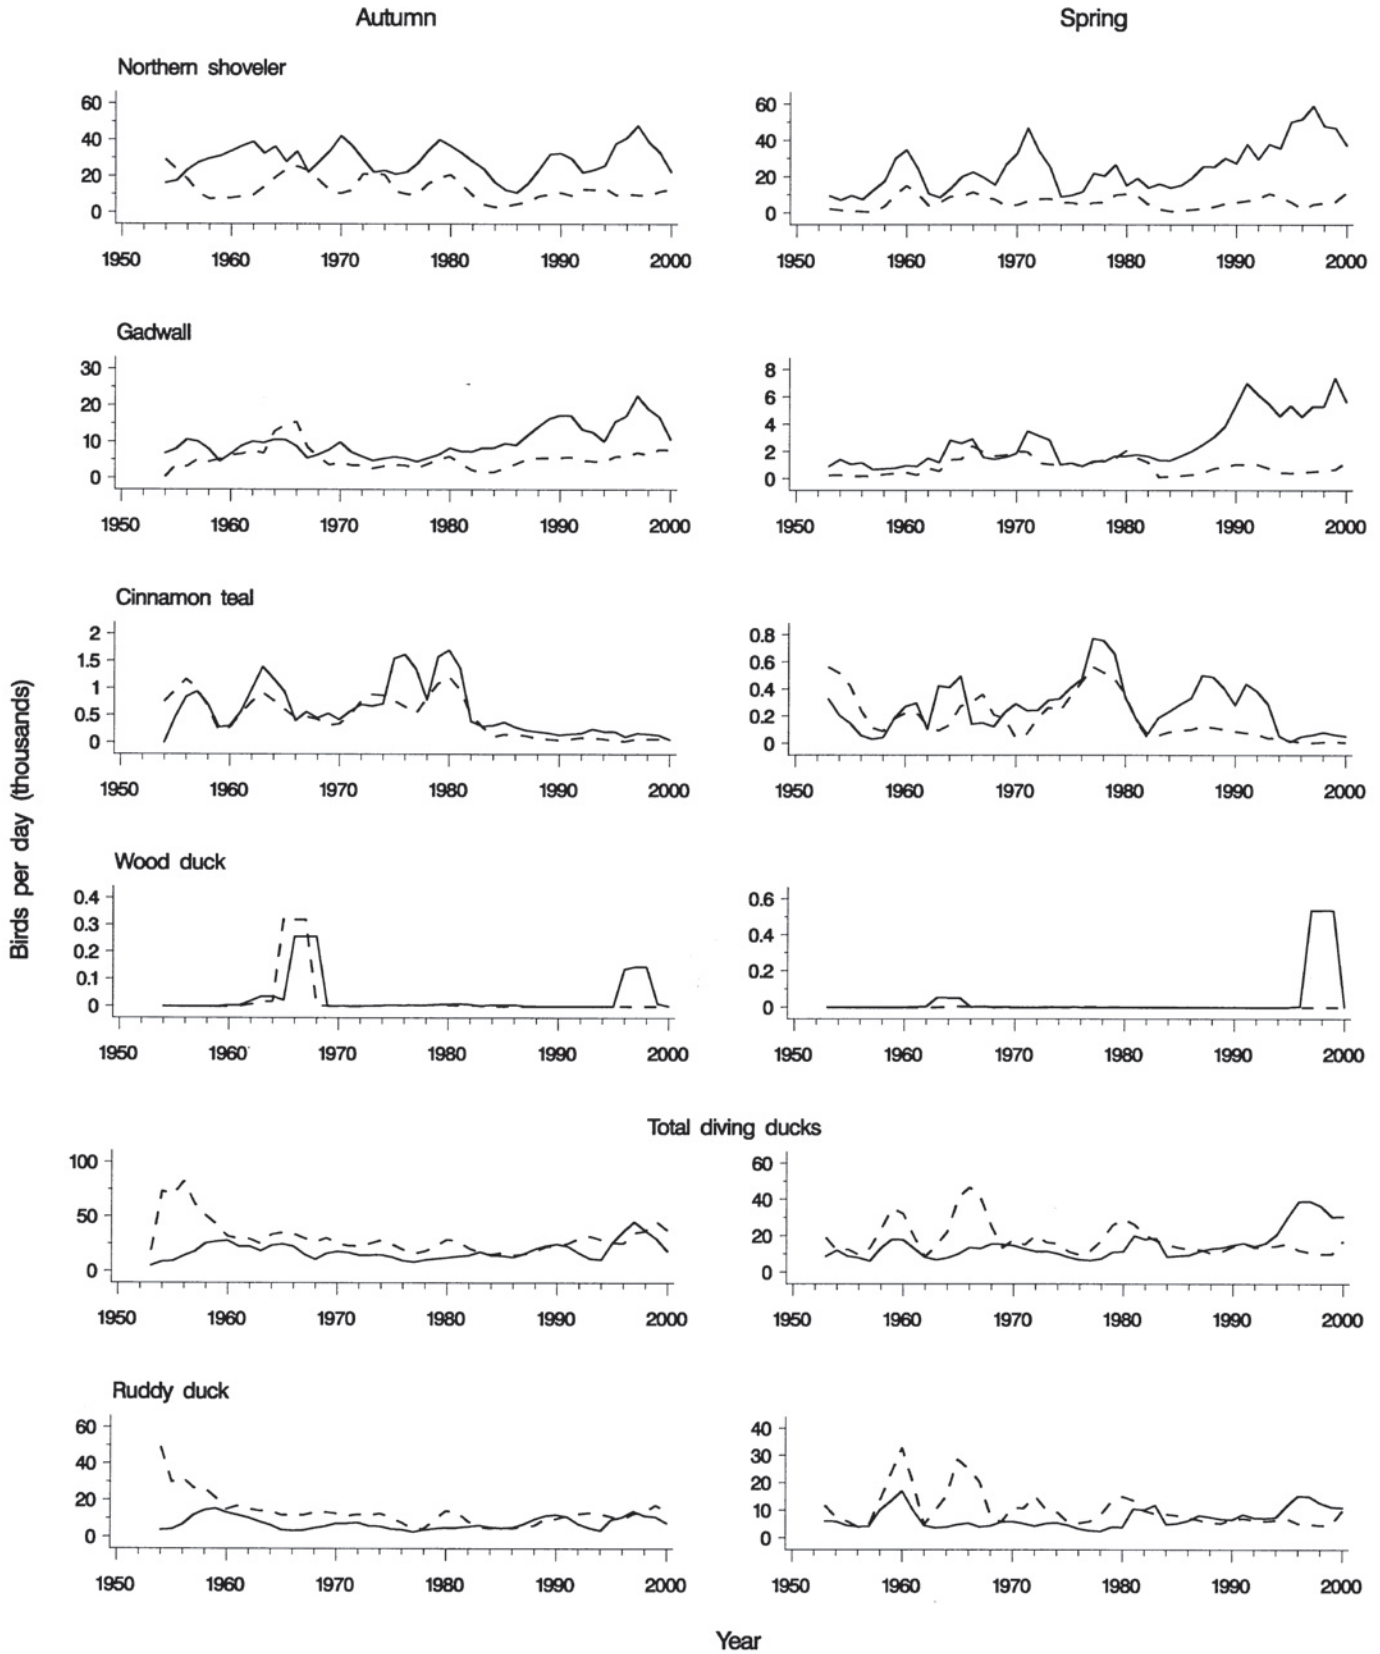 Autumn Spring
Northern shoveler
60 60
40 40
20 20
0 0
1950 1960 1970 1980 1990 2000 1950 1960 1970 1980 1990 2000
Gadwall
30 8
20 6
10 4
0 2
0
1950 1960 1970 1980 1990 2000 1950 1960 1970 1980 1990 2000
Cinnamon teal
2 0.8
1.5 0.6
1 0.4
0.5 0.2
0 0
1950 1960 1970 1980 1990 2000 1950 1960 1970 1980 1990 2000
Birds per day (thousands)
Wood duck
0.4 0.6
0.3 0.4
0.2 0.2
0.1 0
0
1950 1960 1970 1980 1990 2000 1950 1960 1970 1980 1990 2000
Total diving ducks
100 60
50 40
0 20
0
1950 1960 1970 1980 1990 2000 1950 1960 1970 1980 1990 2000
Ruddy duck
60 40
40 30
20 20
0 10
0
1950 1960 1970 1980 1990 2000 1950 1960 1970 1980 1990 2000
Year